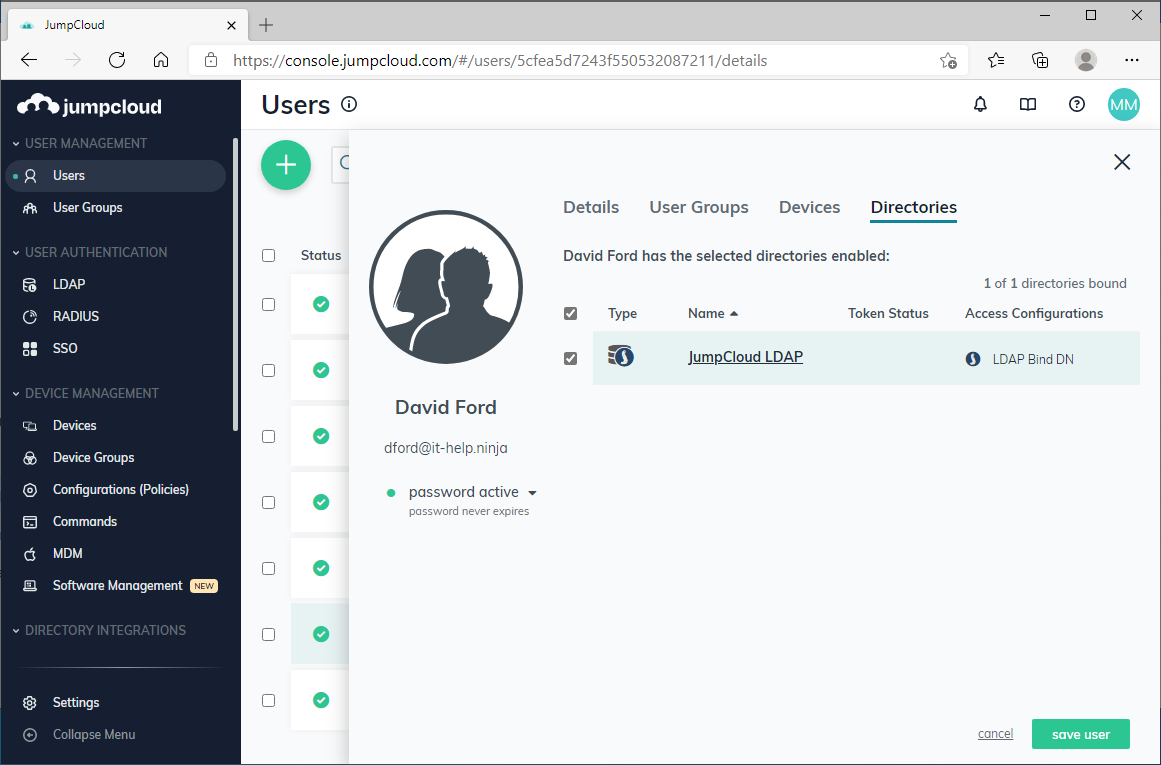 JumpCloud
https://console.jumpcloud.com/#/users/5cfea5d7243f550532087211/details
jumpcloud
USER MANAGEMENT
Users
User Groups
USER AUTHENTICATION
LDAP
RADIUS
SSO
DEVICE MANAGEMENT
Devices
Device Groups
Configurations (Policies)
Commands
MDM
Software Management NEW
DIRECTORY INTEGRATIONS
Settings
Collapse Menu
Users
MM
Status
David Ford
dford@it-help.ninja
password active
password never expires
Details User Groups Devices Directories
David Ford has the selected directories enabled:
1 of 1 directories bound
Type Name Token Status Access Configurations
JumpCloud LDAP LDAP Bind DN
cancel save user